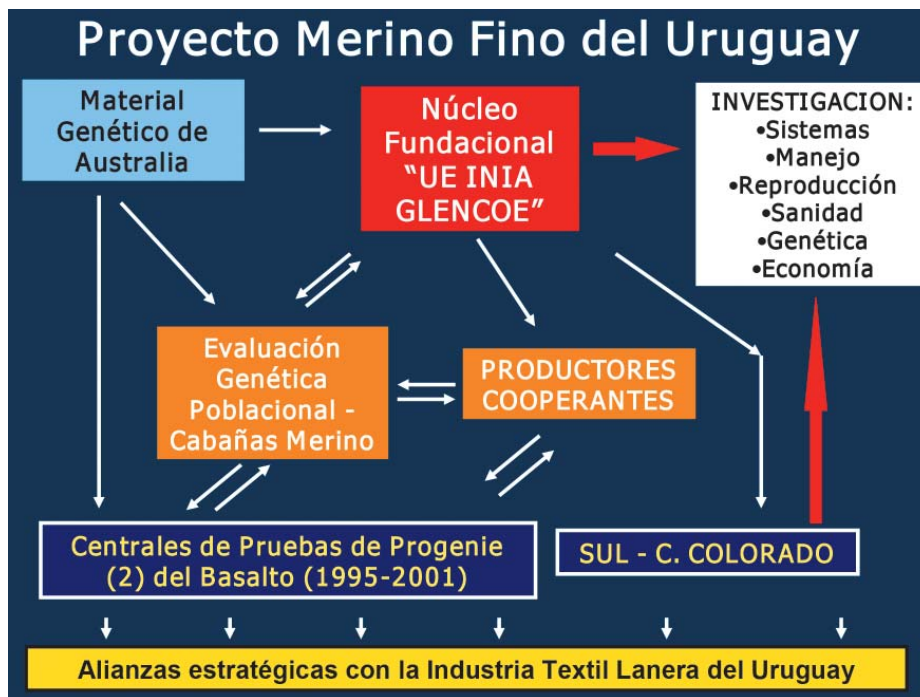 Proyecto Merino Fino del Uruguay
Material
Genético de
Australia
Núcleo
Fundacional
"UE INIA
GLENCOE"
INVESTIGACION:
•Sistemas
•Manejo
•Reproducción
•Sanidad
•Genética
•Economía
Evaluación
Genética
Poblacional -
Cabañas Merino
PRODUCTORES
COOPERANTES
Centrales de Pruebas de Progenie
(2) del Basalto (1995-2001)
SUL - C. COLORADO
Alianzas estratégicas con la Industria Textil Lanera del Uruguay